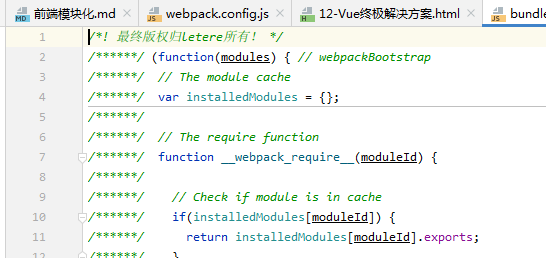 前端模块化.md webpack.config.js 12-Vue终极解决方案.html bundle
1 /*! 最终版权归letere所有! */
2 /******/ (function(modules) { // webpackBootstrap
3 /******/ // The module cache
4 /******/ var installedModules = {};
5 /******/
6 /******/ // The require function
7 /******/ function __webpack_require__(moduleId) {
8 /******/
9 /******/ // Check if module is in cache
10 /******/ if(installedModules[moduleId]) {
11 /******/ return installedModules[moduleId].exports;
12 /******/ }